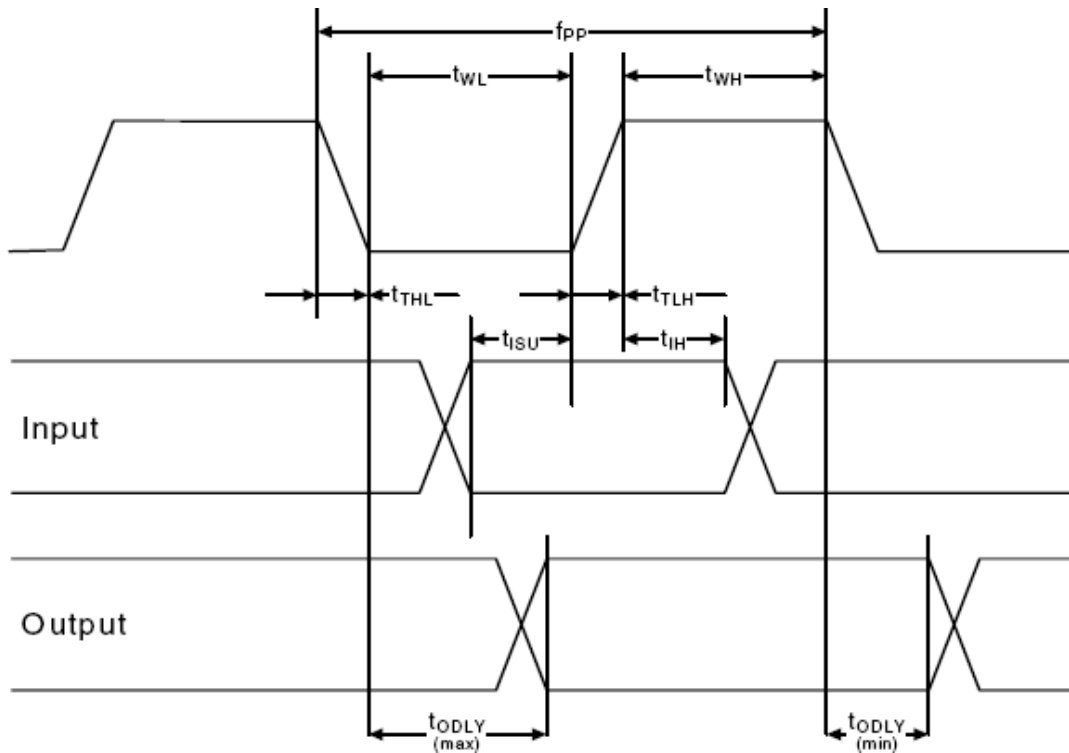 fPP
tWL
tWH
tTHL
tTLH
tISU
tIH
Input
Output
tODLY
(max)
tODLY
(min)